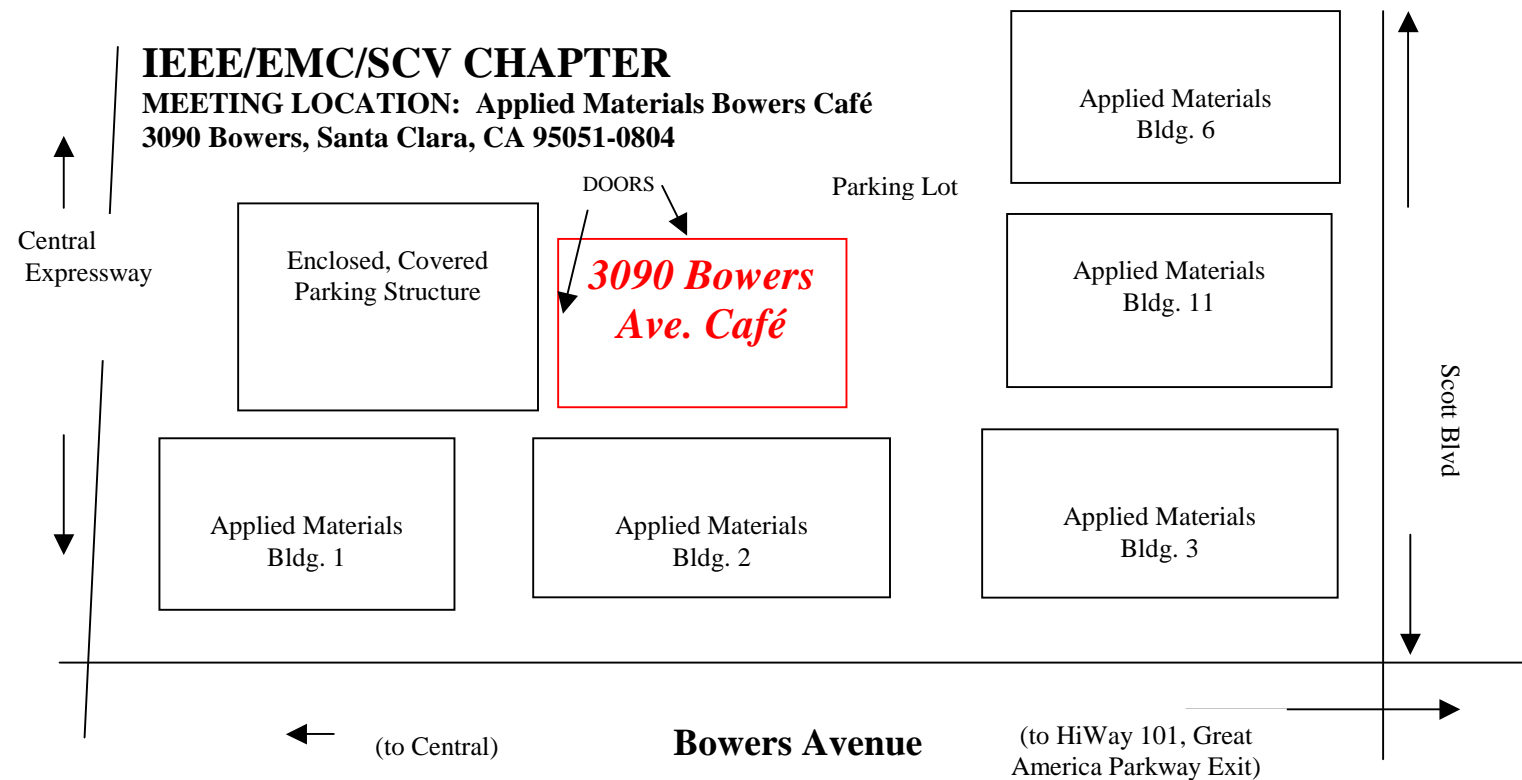 IEEE/EMC/SCV CHAPTER
MEETING LOCATION:  Applied Materials Bowers Café
3090 Bowers, Santa Clara, CA 95051-0804
Applied Materials
Bldg. 6
DOORS
Parking Lot
Central
Expressway
Enclosed, Covered
Parking Structure
3090 Bowers
Ave. Café
Applied Materials
Bldg. 11
Scott Blvd
Applied Materials
Bldg. 1
Applied Materials
Bldg. 2
Applied Materials
Bldg. 3
(to Central)
Bowers Avenue
(to HiWay 101, Great
America Parkway Exit)